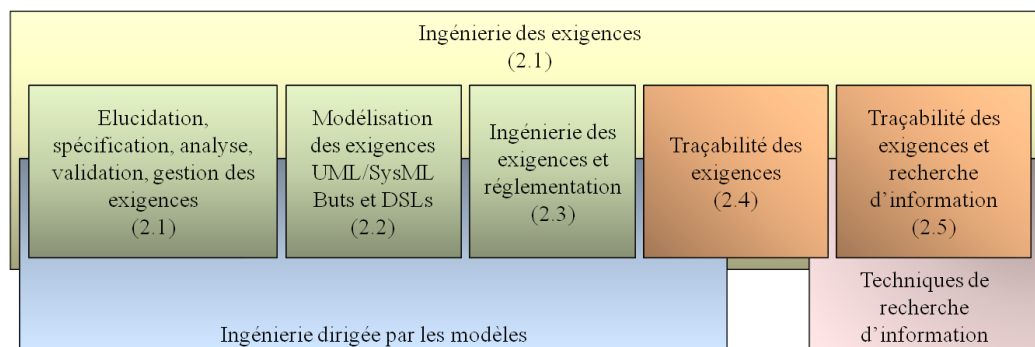 Ingénierie des exigences
(2.1)
Elucidation,
spécification, analyse,
validation, gestion des
exigences
(2.1)
Modélisation
des exigences
UML/SysML
Buts et DSLs
(2.2)
Ingénierie des
exigences et
réglementation
(2.3)
Traçabilité des
exigences
(2.4)
Traçabilité des
exigences et
recherche
d'information
(2.5)
Ingénierie dirigée par les modèles
Techniques de
recherche
d'information